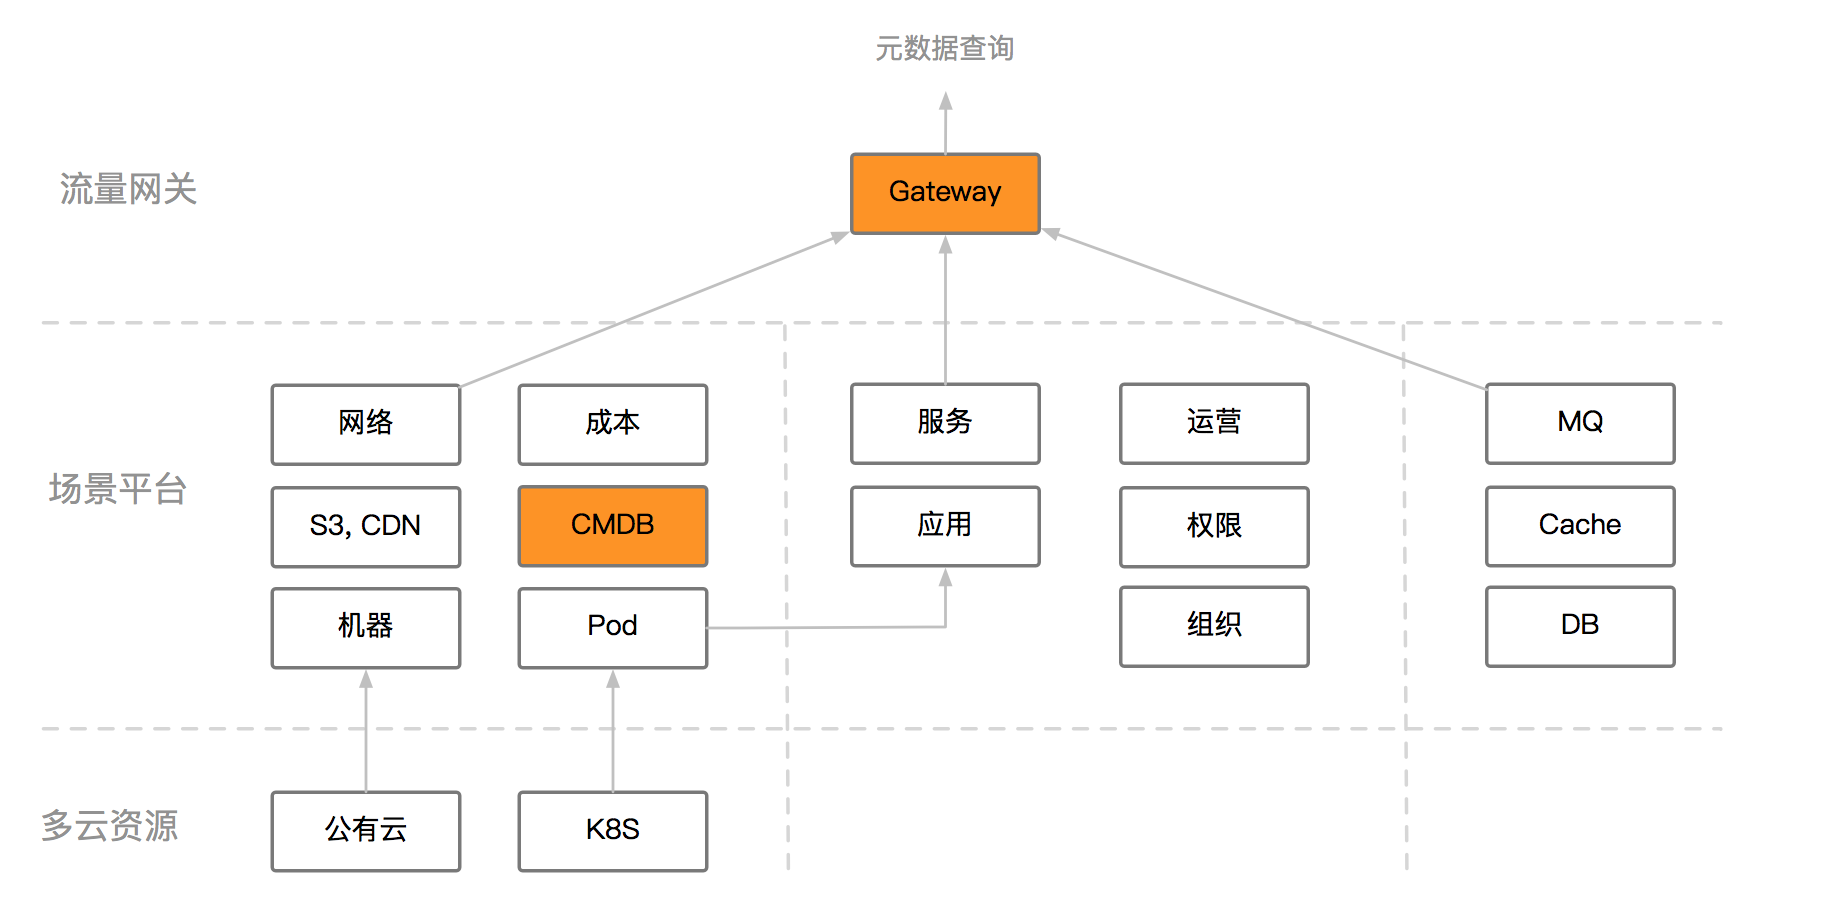 元数据查询
流量网关
Gateway
场景平台
网络
成本
服务
运营
MQ
S3, CDN
CMDB
应用
权限
Cache
机器
Pod
组织
DB
多云资源
公有云
K8S